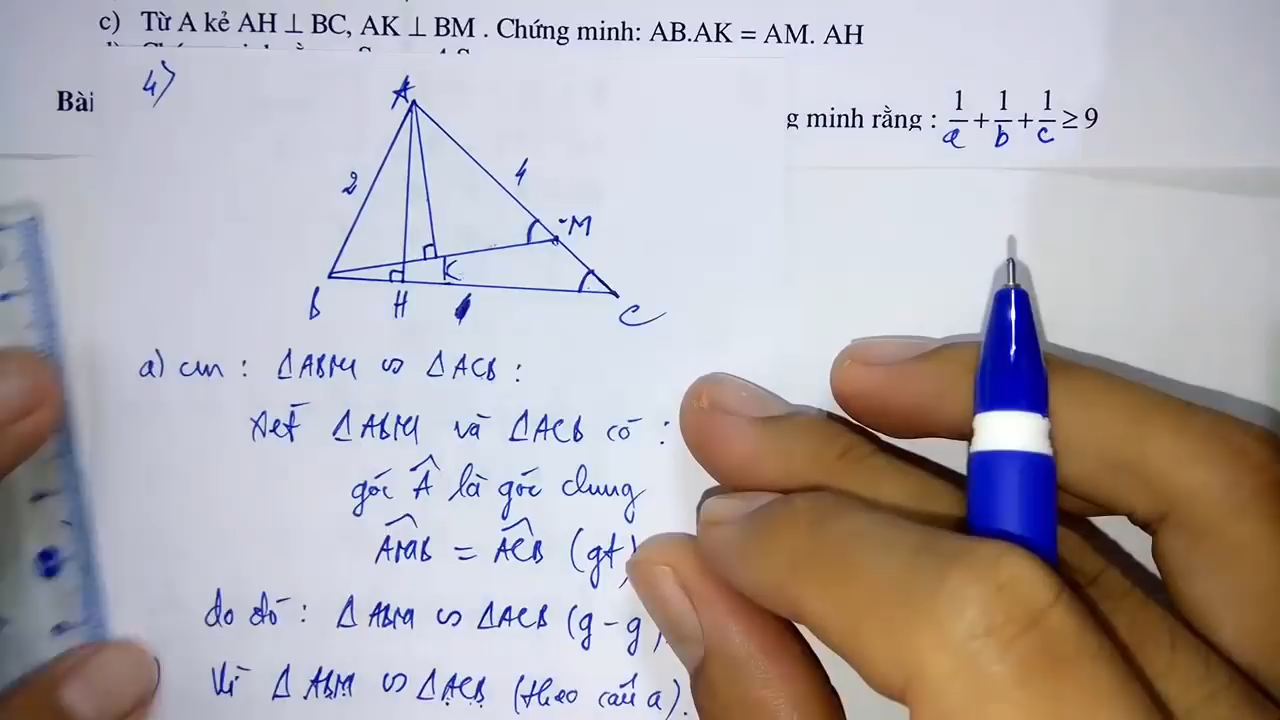 c) Từ A kẻ AH ⊥ BC, AK ⊥ BM . Chứng minh: AB.AK = AM. AH
Bài
4)
g minh rằng : 1/a + 1/b + 1/c ≥ 9
A
2
4
M
K
B
H
C
a) cm : ΔABM ∽ ΔACB :
Xét ΔABM và ΔACB có :
góc Â là góc chung
AMB = ACB (gt)
do đó : ΔABM ∽ ΔACB (g-g)
Vì ΔABM ∽ ΔACB (theo câu a).